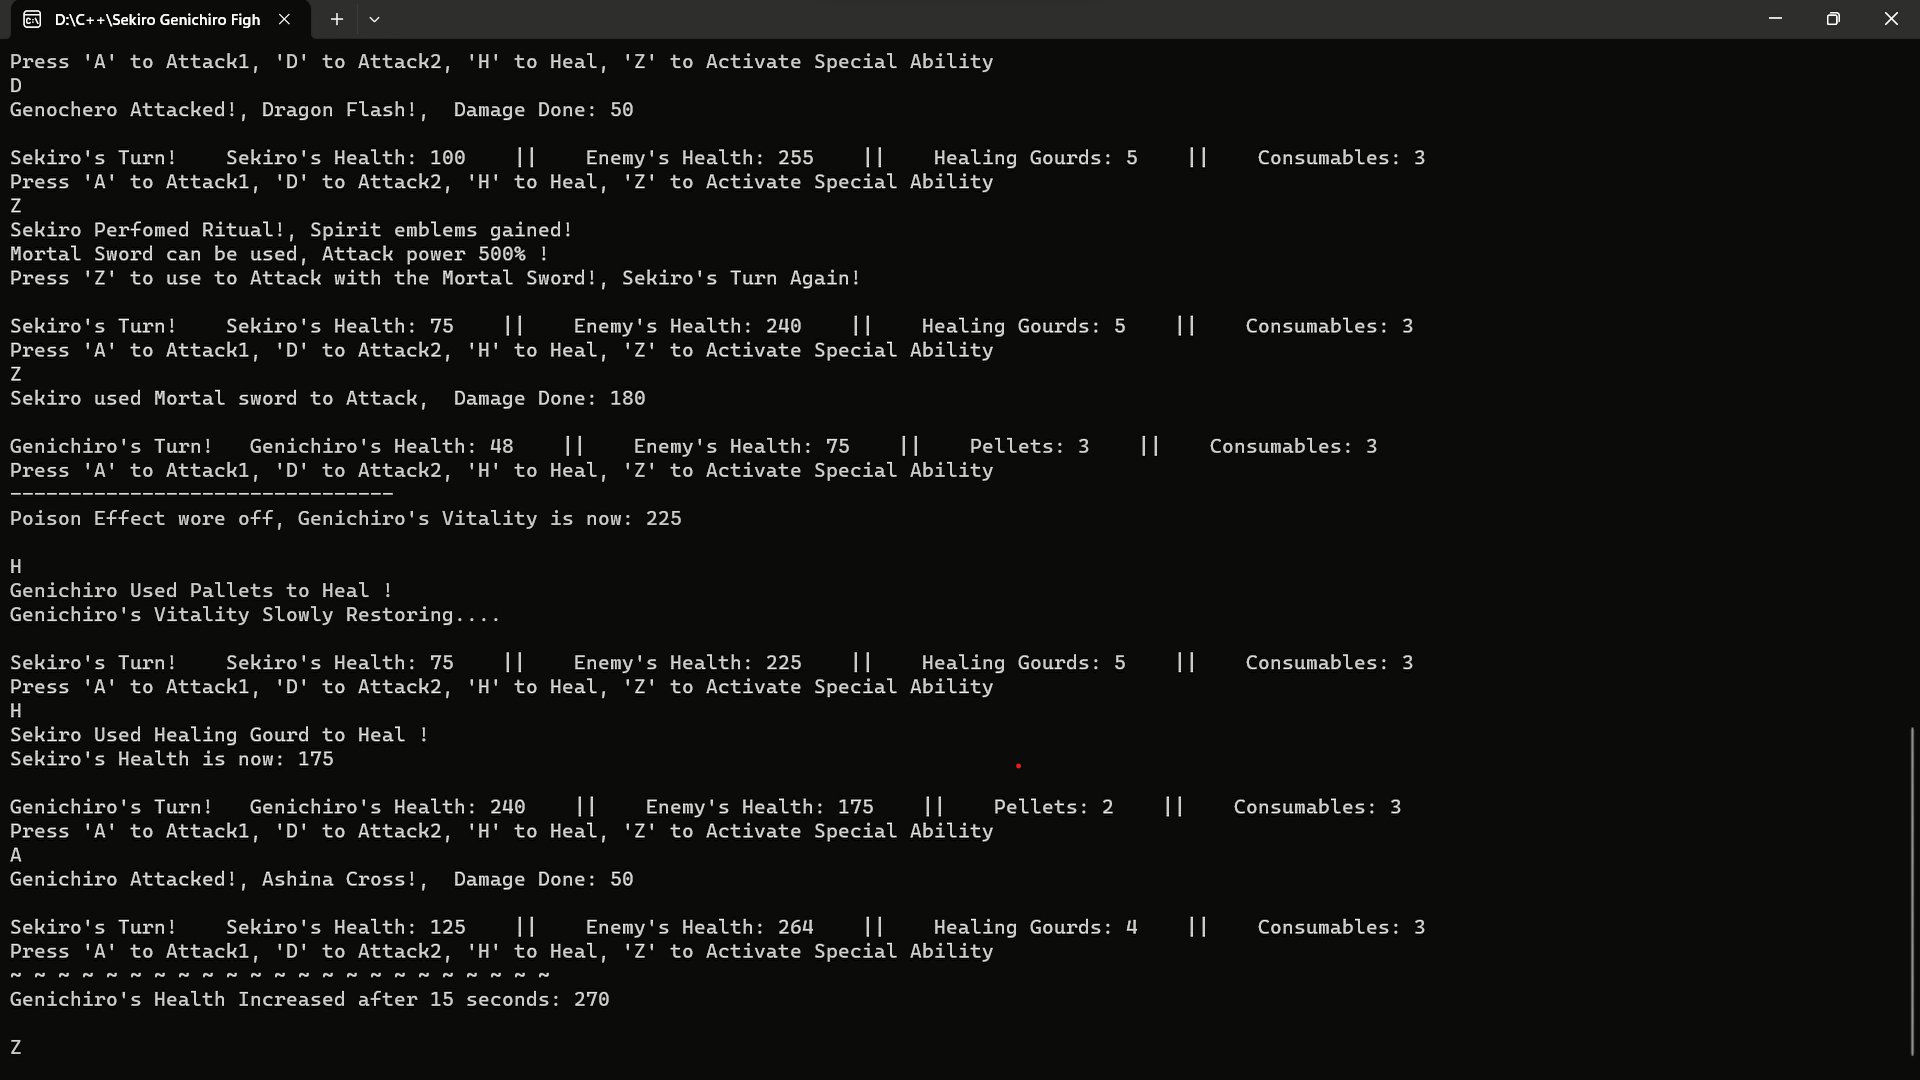 D:\C++\Sekiro Genichiro Figh
Press 'A' to Attack1, 'D' to Attack2, 'H' to Heal, 'Z' to Activate Special Ability
D
Genochero Attacked!, Dragon Flash!,  Damage Done: 50
Sekiro's Turn!    Sekiro's Health: 100    ||    Enemy's Health: 255    ||    Healing Gourds: 5    ||    Consumables: 3
Press 'A' to Attack1, 'D' to Attack2, 'H' to Heal, 'Z' to Activate Special Ability
Z
Sekiro Perfomed Ritual!, Spirit emblems gained!
Mortal Sword can be used, Attack power 500% !
Press 'Z' to use to Attack with the Mortal Sword!, Sekiro's Turn Again!
Sekiro's Turn!    Sekiro's Health: 75    ||    Enemy's Health: 240    ||    Healing Gourds: 5    ||    Consumables: 3
Press 'A' to Attack1, 'D' to Attack2, 'H' to Heal, 'Z' to Activate Special Ability
Z
Sekiro used Mortal sword to Attack,  Damage Done: 180
Genichiro's Turn!   Genichiro's Health: 48    ||    Enemy's Health: 75    ||    Pellets: 3    ||    Consumables: 3
Press 'A' to Attack1, 'D' to Attack2, 'H' to Heal, 'Z' to Activate Special Ability
--------------------------------
Poison Effect wore off, Genichiro's Vitality is now: 225
H
Genichiro Used Pallets to Heal !
Genichiro's Vitality Slowly Restoring....
Sekiro's Turn!    Sekiro's Health: 75    ||    Enemy's Health: 225    ||    Healing Gourds: 5    ||    Consumables: 3
Press 'A' to Attack1, 'D' to Attack2, 'H' to Heal, 'Z' to Activate Special Ability
H
Sekiro Used Healing Gourd to Heal !
Sekiro's Health is now: 175
Genichiro's Turn!   Genichiro's Health: 240    ||    Enemy's Health: 175    ||    Pellets: 2    ||    Consumables: 3
Press 'A' to Attack1, 'D' to Attack2, 'H' to Heal, 'Z' to Activate Special Ability
A
Genichiro Attacked!, Ashina Cross!,  Damage Done: 50
Sekiro's Turn!    Sekiro's Health: 125    ||    Enemy's Health: 264    ||    Healing Gourds: 4    ||    Consumables: 3
Press 'A' to Attack1, 'D' to Attack2, 'H' to Heal, 'Z' to Activate Special Ability
~ ~ ~ ~ ~ ~ ~ ~ ~ ~ ~ ~ ~ ~ ~ ~ ~ ~ ~ ~ ~ ~ ~
Genichiro's Health Increased after 15 seconds: 270
Z